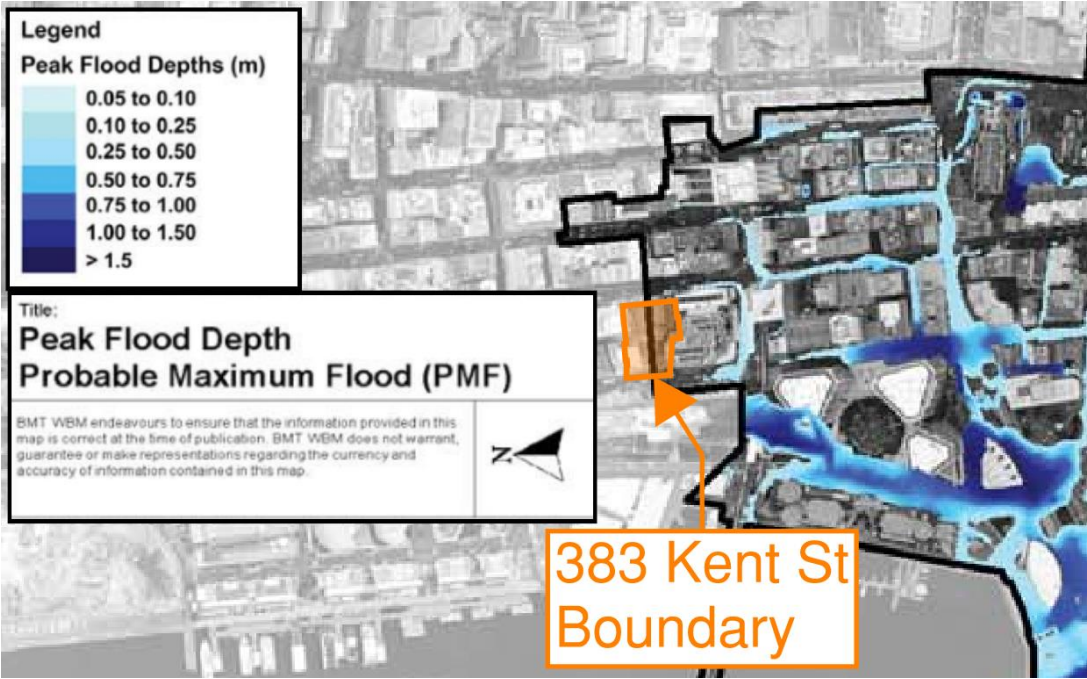 Legend
Peak Flood Depths (m)
0.05 to 0.10
0.10 to 0.25
0.25 to 0.50
0.50 to 0.75
0.75 to 1.00
1.00 to 1.50
> 1.5
Title:
Peak Flood Depth
Probable Maximum Flood (PMF)
BMT WBM endeavours to ensure that the information provided in this
map is correct at the time of publication. BMT WBM does not warrant,
guarantee or make representations regarding the currency and
accuracy of information contained in this map.
N
383 Kent St
Boundary